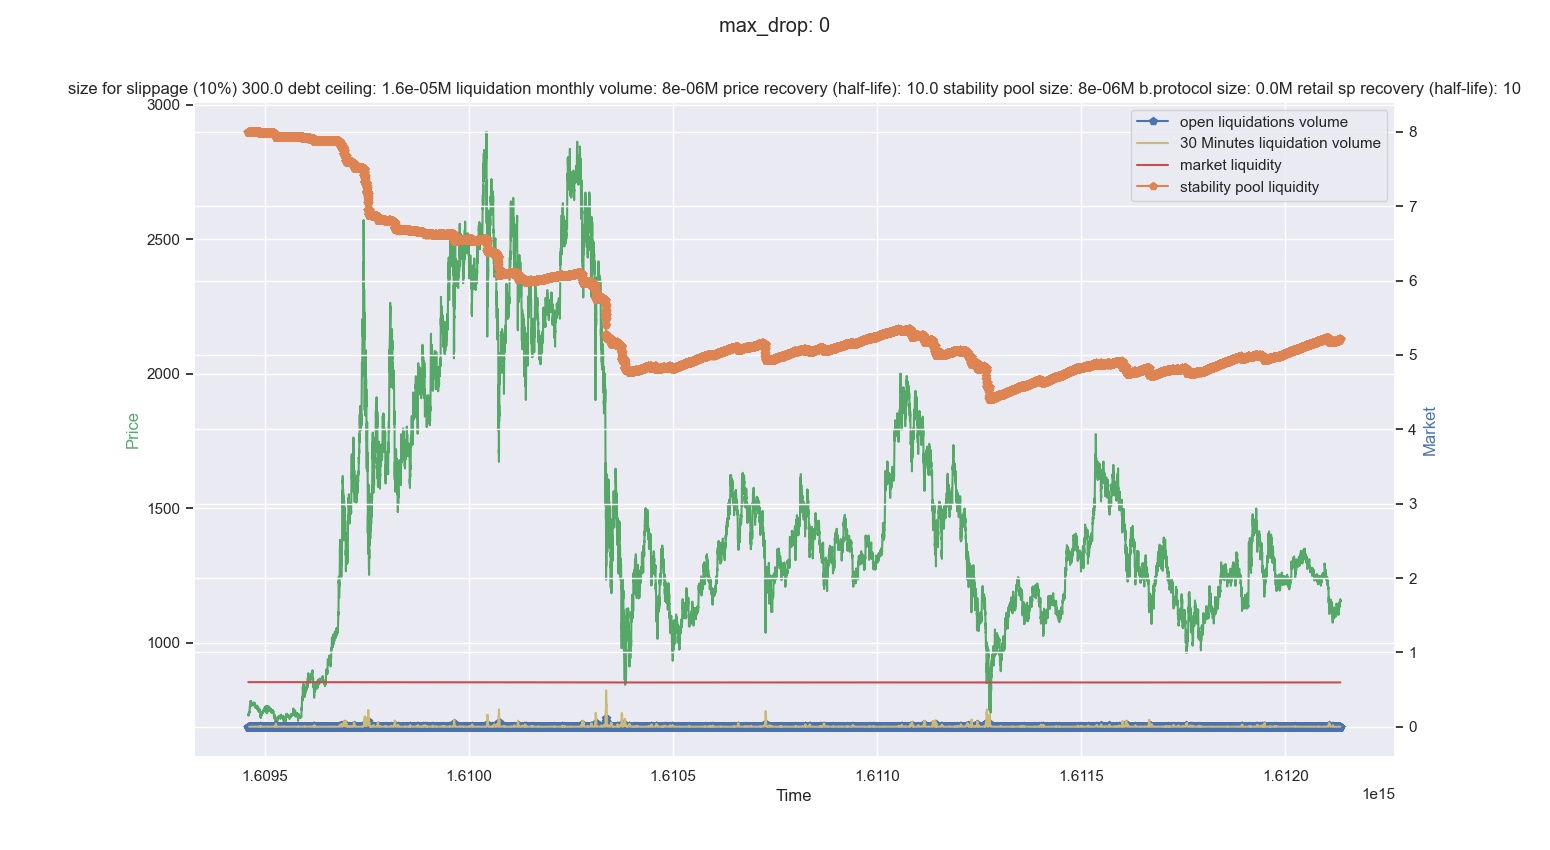 max_drop: 0
size for slippage (10%) 300.0 debt ceiling: 1.6e-05M liquidation monthly volume: 8e-06M price recovery (half-life): 10.0 stability pool size: 8e-06M b.protocol size: 0.0M retail sp recovery (half-life): 10
open liquidations volume
30 Minutes liquidation volume
market liquidity
stability pool liquidity
3000
2500
2000
1500
1000
Price
8
7
6
5
4
3
2
1
0
Market
1.6095
1.6100
1.6105
1.6110
1.6115
1.6120
1e15
Time